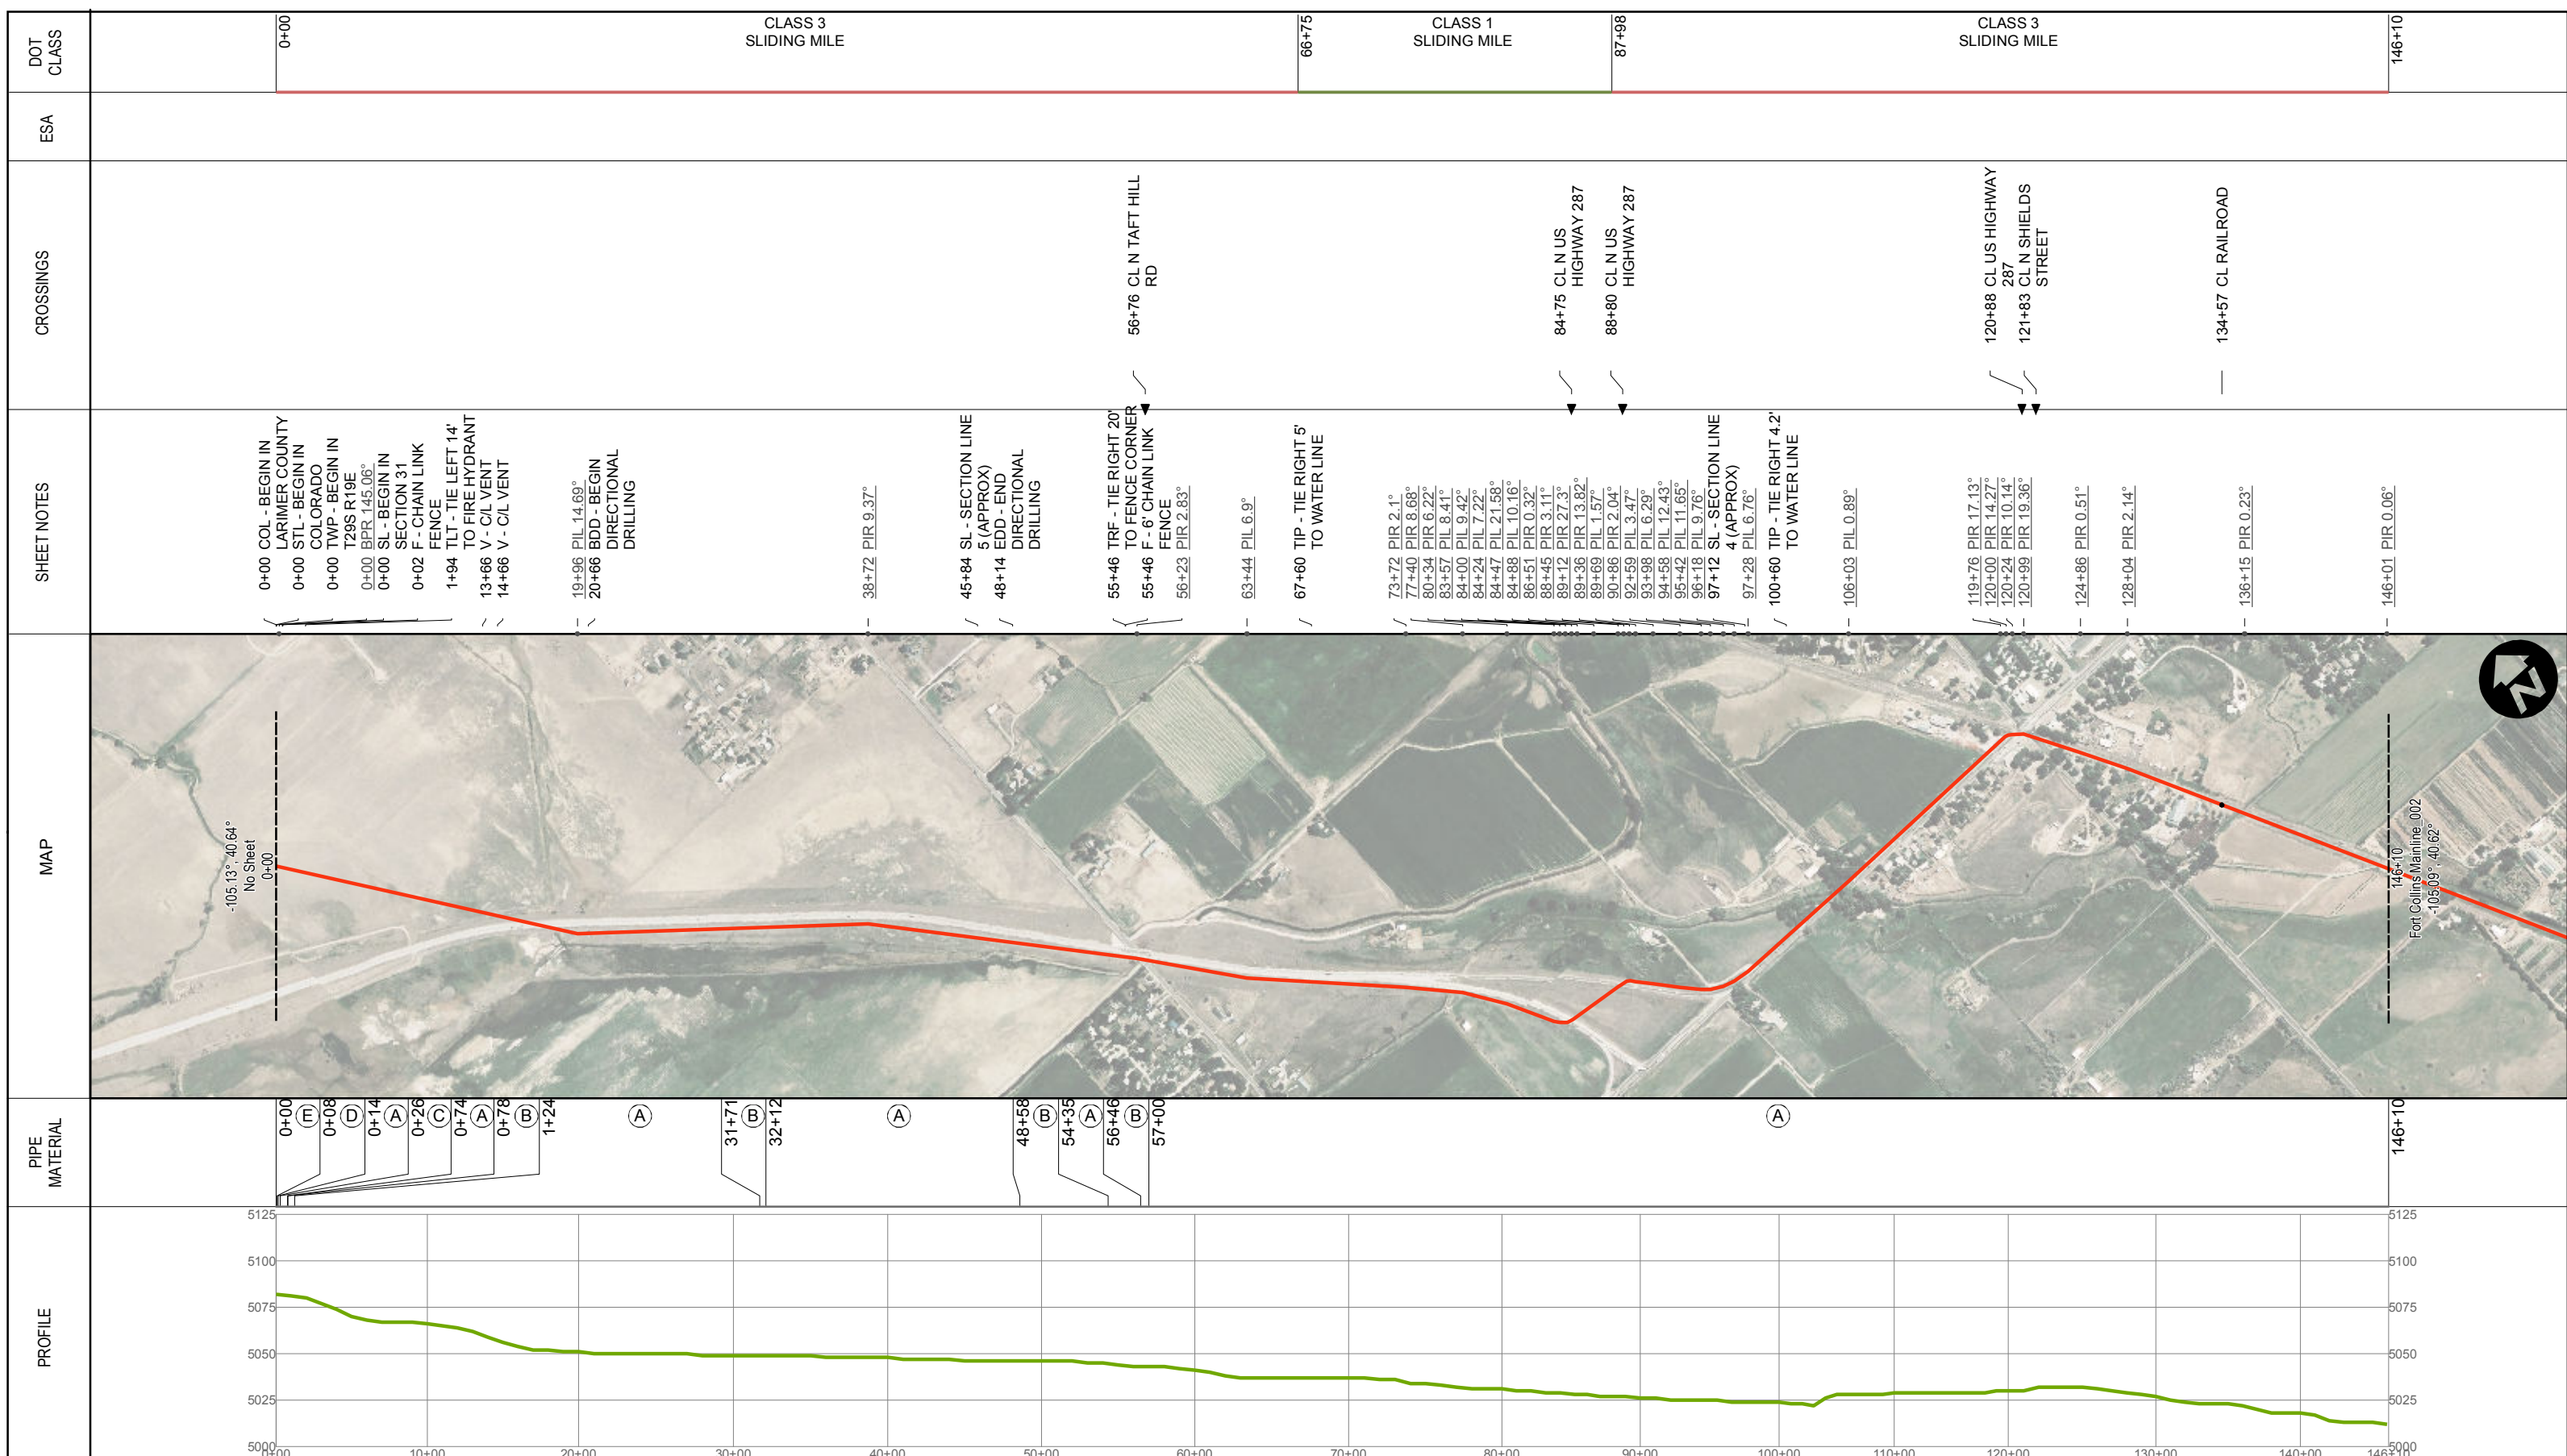 DOT
CLASS
0+00
CLASS 3
SLIDING MILE
66+75
CLASS 1
SLIDING MILE
87+98
CLASS 3
SLIDING MILE
146+10
ESA
CROSSINGS
56+76 CL N TAFT HILL
RD
84+75 CL N US
HIGHWAY 287
88+80 CL N US
HIGHWAY 287
120+88 CL US HIGHWAY
287
121+83 CL N SHIELDS
STREET
134+57 CL RAILROAD
SHEET NOTES
0+00 COL - BEGIN IN
LARIMER COUNTY
0+00 STL - BEGIN IN
COLORADO
0+00 TWP - BEGIN IN
T29S R19E
0+00 BPR 145.06°
0+00 SL - BEGIN IN
SECTION 31
0+02 F - CHAIN LINK
FENCE
1+94 TLT - TIE LEFT 14'
TO FIRE HYDRANT
13+66 V - C/L VENT
14+66 V - C/L VENT
19+96 PIL 14.69°
20+66 BDD - BEGIN
DIRECTIONAL
DRILLING
38+72 PIR 9.37°
45+84 SL - SECTION LINE
5 (APPROX)
48+14 EDD - END
DIRECTIONAL
DRILLING
55+46 TRF - TIE RIGHT 20'
TO FENCE CORNER
55+46 F - 6' CHAIN LINK
FENCE
56+23 PIR 2.83°
63+44 PIL 6.9°
67+60 TIP - TIE RIGHT 5'
TO WATER LINE
73+72 PIR 2.1°
77+40 PIR 8.68°
80+34 PIR 6.22°
83+57 PIL 8.41°
84+00 PIL 9.42°
84+24 PIL 7.22°
84+47 PIL 21.58°
84+88 PIL 10.16°
86+51 PIR 0.32°
88+45 PIR 3.11°
89+12 PIR 27.3°
89+36 PIR 13.82°
89+69 PIL 1.57°
90+86 PIR 2.04°
92+59 PIL 3.47°
93+98 PIL 6.29°
94+58 PIL 12.43°
95+42 PIL 11.65°
96+18 PIL 9.76°
97+12 SL - SECTION LINE
4 (APPROX)
97+28 PIL 6.76°
100+60 TIP - TIE RIGHT 4.2'
TO WATER LINE
106+03 PIL 0.89°
119+76 PIR 17.13°
120+00 PIR 14.27°
120+24 PIR 10.14°
120+99 PIR 19.36°
124+86 PIR 0.51°
128+04 PIR 2.14°
136+15 PIR 0.23°
146+01 PIR 0.06°
MAP
-105.13°, 40.64°
No Sheet
0+00
N
146+10
Fort Collins Mainline_002
-105.09°, 40.62°
PIPE
MATERIAL
0+00 E 0+08 D 0+14 A 0+26 C 0+74 A 0+78 B 1+24 A 31+71 B 32+12 A 48+58 B 54+35 A 56+46 B 57+00 A 146+10
PROFILE
5125 5125
5100 5100
5075 5075
5050 5050
5025 5025
5000 5000
0+00 10+00 20+00 30+00 40+00 50+00 60+00 70+00 80+00 90+00 100+00 110+00 120+00 130+00 140+00 146+10